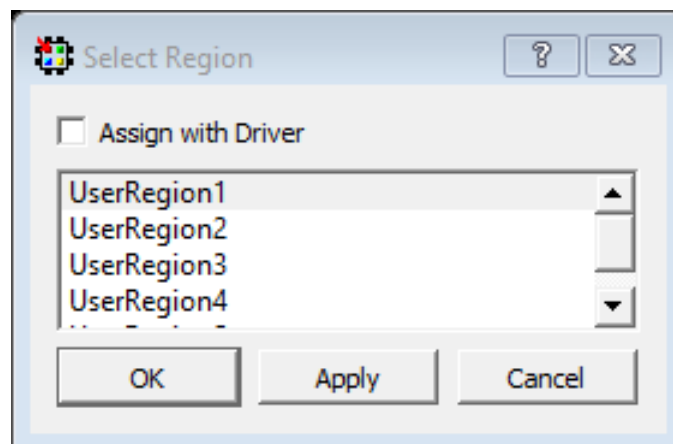 Select Region
?
Assign with Driver
UserRegion1
UserRegion2
UserRegion3
UserRegion4
OK Apply Cancel